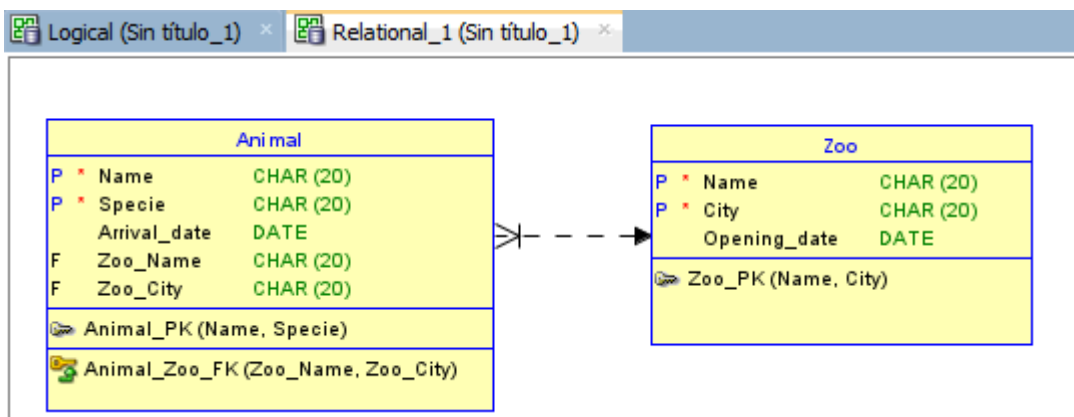 Logical (Sin título_1) × Relational_1 (Sin título_1) ×
Animal
P * Name CHAR (20)
P * Specie CHAR (20)
Arrival_date DATE
F Zoo_Name CHAR (20)
F Zoo_City CHAR (20)
Animal_PK (Name, Specie)
Animal_Zoo_FK (Zoo_Name, Zoo_City)
Zoo
P * Name CHAR (20)
P * City CHAR (20)
Opening_date DATE
Zoo_PK (Name, City)